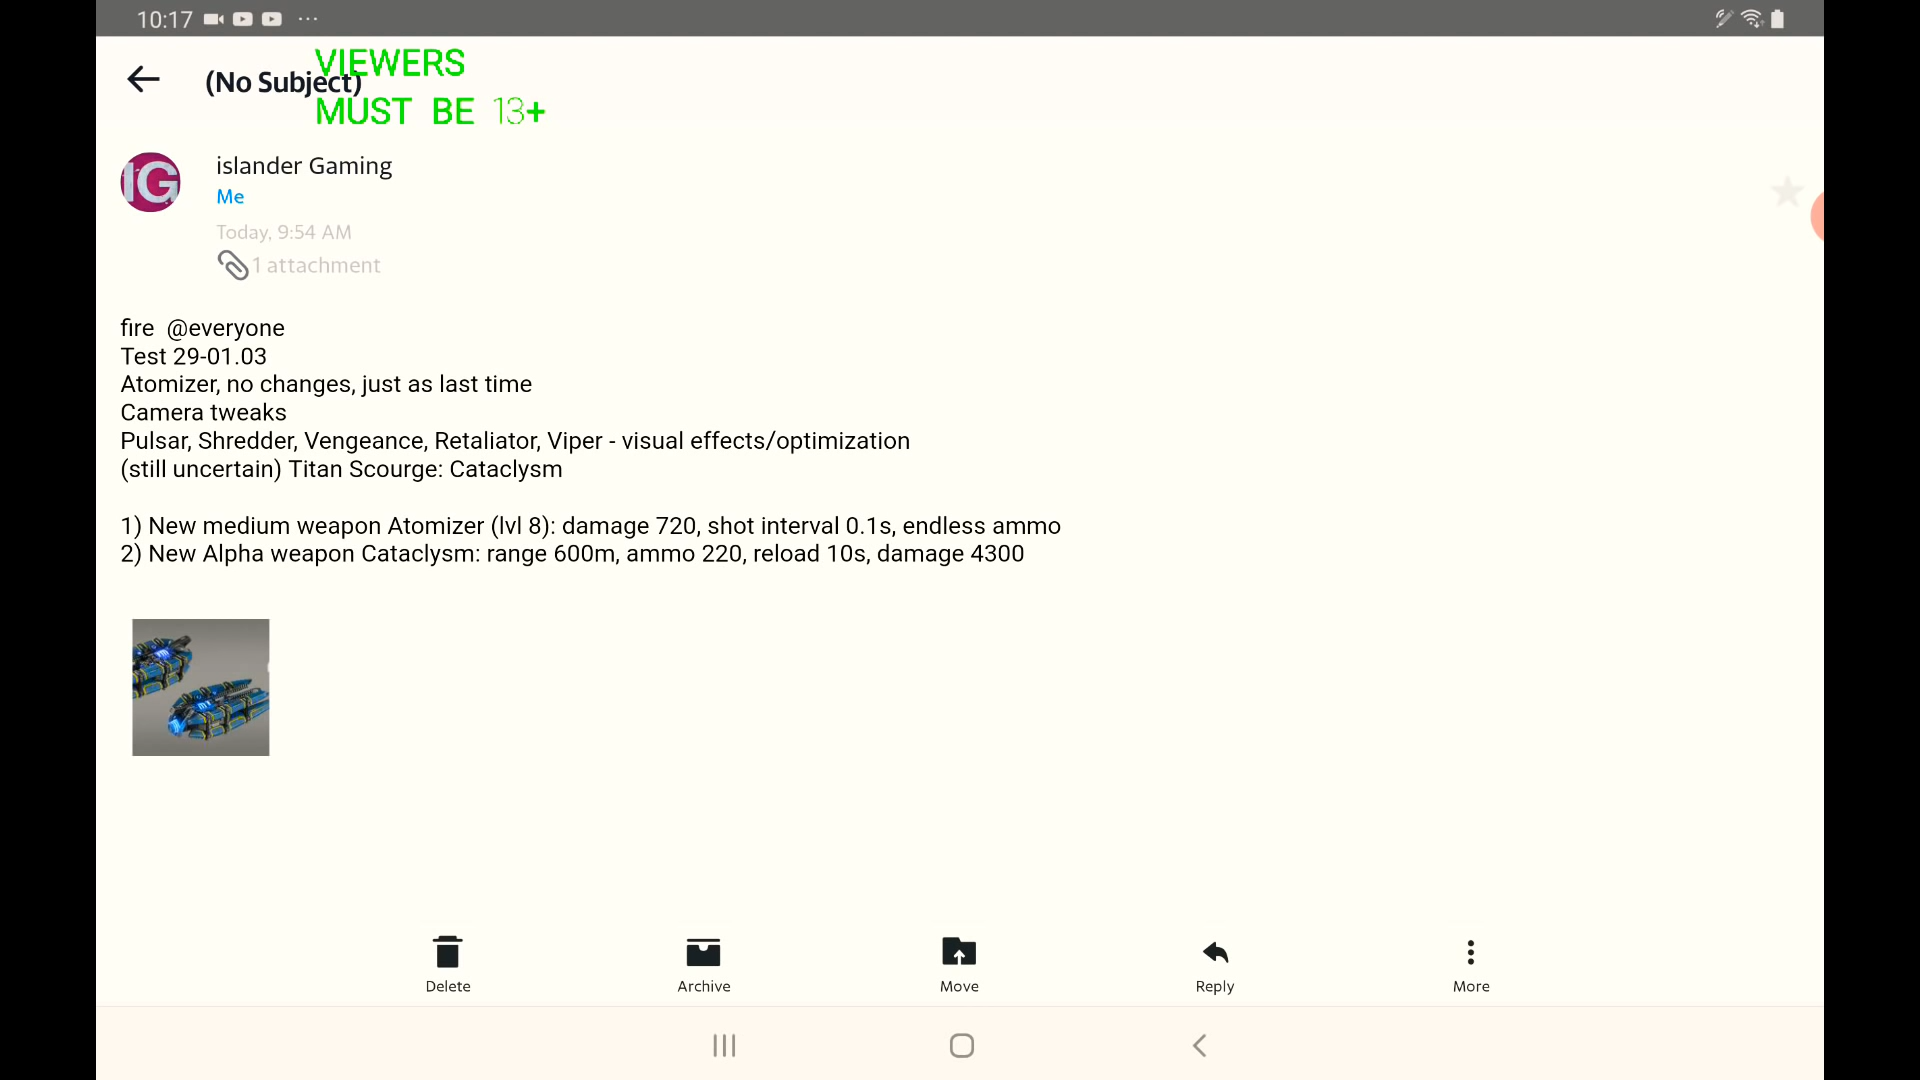 10:17
VIEWERS
(No Subject)
MUST BE 13+
IG
islander Gaming
Me
Today, 9:54 AM
1 attachment
fire @everyone
Test 29-01.03
Atomizer, no changes, just as last time
Camera tweaks
Pulsar, Shredder, Vengeance, Retaliator, Viper - visual effects/optimization
(still uncertain) Titan Scourge: Cataclysm
1) New medium weapon Atomizer (lvl 8): damage 720, shot interval 0.1s, endless ammo
2) New Alpha weapon Cataclysm: range 600m, ammo 220, reload 10s, damage 4300
Delete Archive Move Reply More